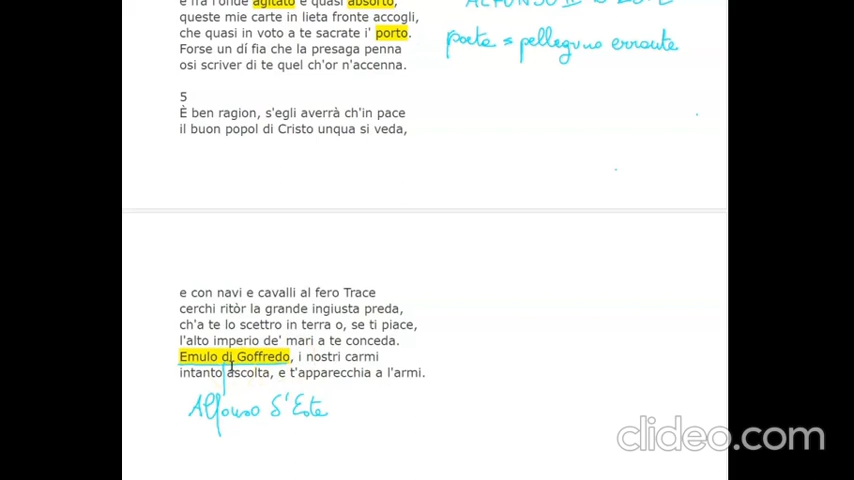 e fra l'onde agitato e quasi absorto,
queste mie carte in lieta fronte accogli,
che quasi in voto a te sacrate i' porto.
Forse un dí fia che la presaga penna
osi scriver di te quel ch'or n'accenna.
ALFONSO II
poeta = pellegrino errante
5
È ben ragion, s'egli averrà ch'in pace
il buon popol di Cristo unqua si veda,
e con navi e cavalli al fero Trace
cerchi ritòr la grande ingiusta preda,
ch'a te lo scettro in terra o, se ti piace,
l'alto imperio de' mari a te conceda.
Emulo di Goffredo, i nostri carmi
intanto ascolta, e t'apparecchia a l'armi.
Alfonso d'Este
clideo.com